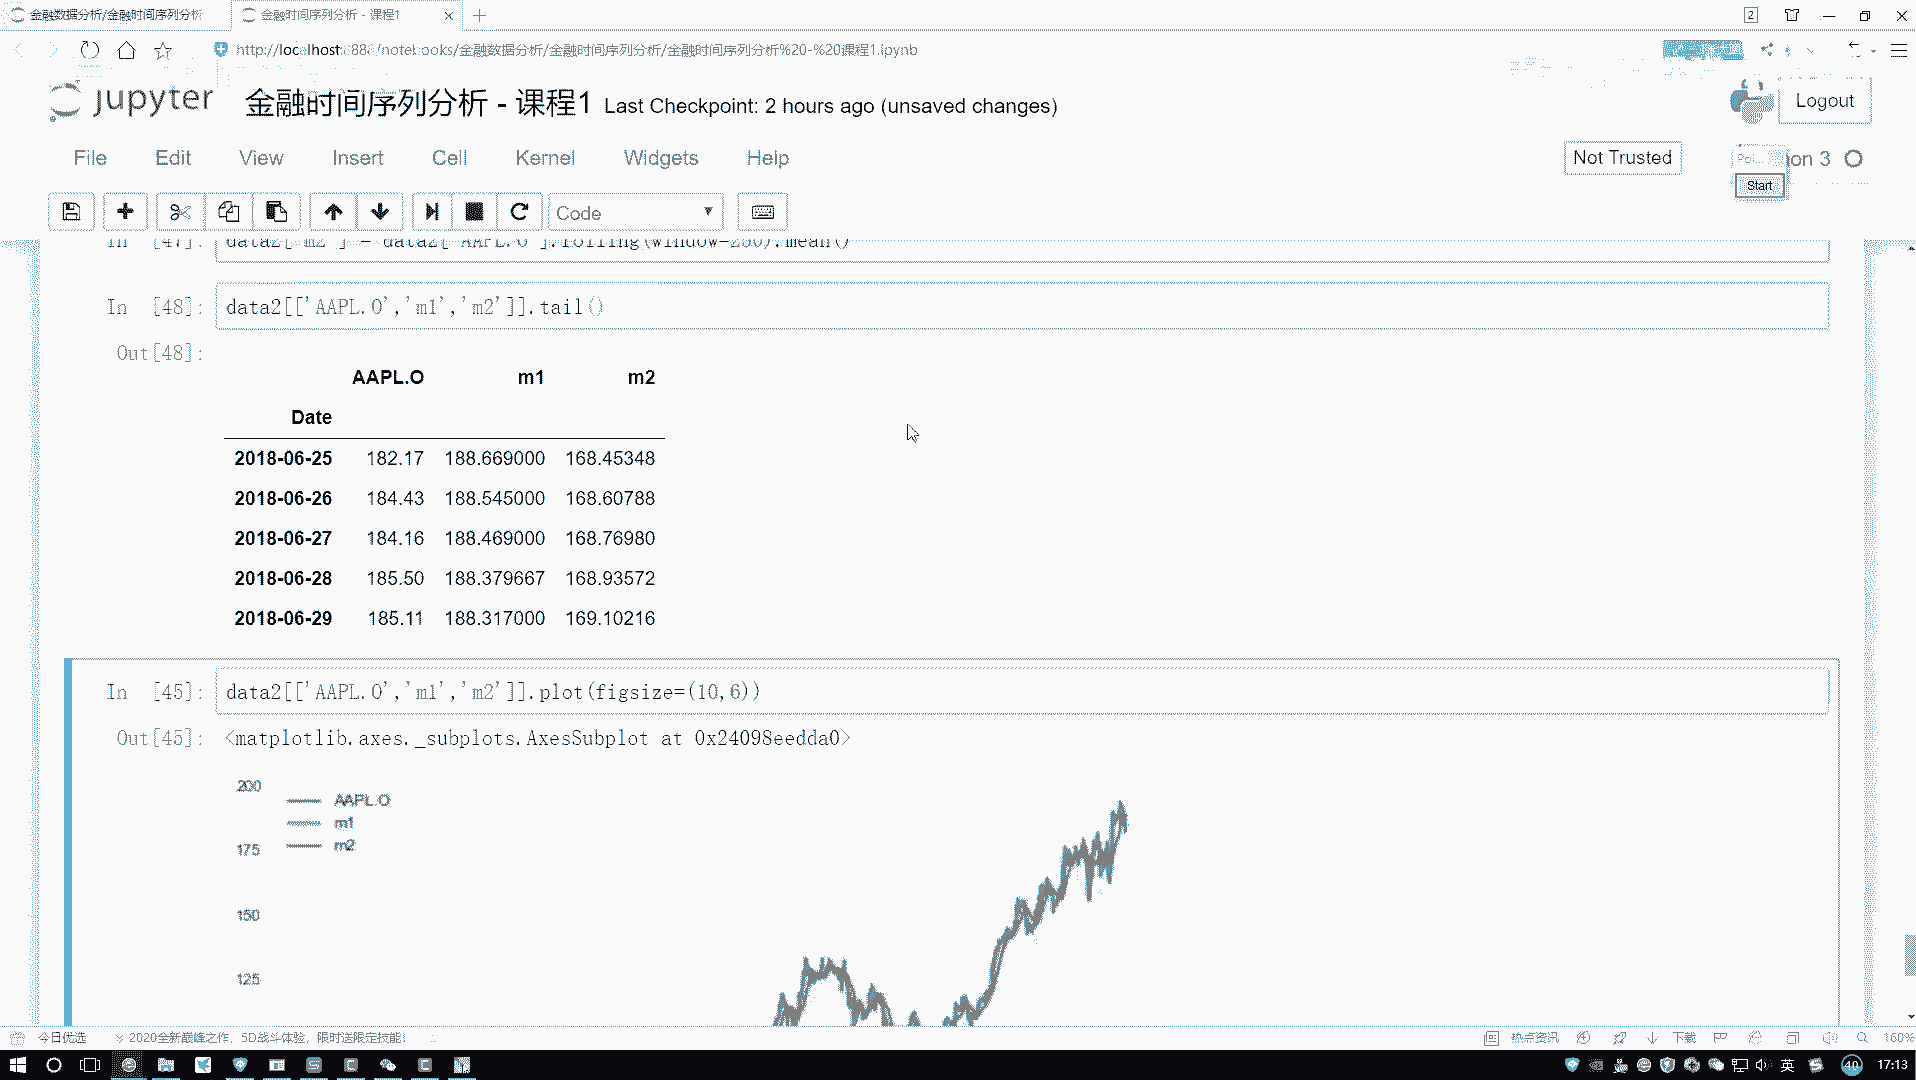 金融数据分析/金融时间序列分析
金融时间序列分析 - 课程1
2
http://localhost:888/notebooks/金融数据分析/金融时间序列分析/金融时间序列分析%20-%20课程1.ipynb
jupyter
金融时间序列分析 - 课程1 Last Checkpoint: 2 hours ago (unsaved changes)
Logout
File Edit View Insert Cell Kernel Widgets Help
Not Trusted
on 3
Start
Code
In [47]: data2['m2'] = data2['AAPL.O'].rolling(window=250).mean()
In [48]: data2[['AAPL.O','m1','m2']].tail()
Out[48]:
AAPL.O m1 m2
Date
2018-06-25 182.17 188.669000 168.45348
2018-06-26 184.43 188.545000 168.60788
2018-06-27 184.16 188.469000 168.76980
2018-06-28 185.50 188.379667 168.93572
2018-06-29 185.11 188.317000 169.10216
In [45]: data2[['AAPL.O','m1','m2']].plot(figsize=(10,6))
Out[45]: <matplotlib.axes._subplots.AxesSubplot at 0x24098eedda0>
200
AAPL.O
m1
m2
175
150
125
今日优选
2020全新巅峰之作，5D战斗体验，限时送限定技能!
热点资讯
下载
160%
英
40
17:13